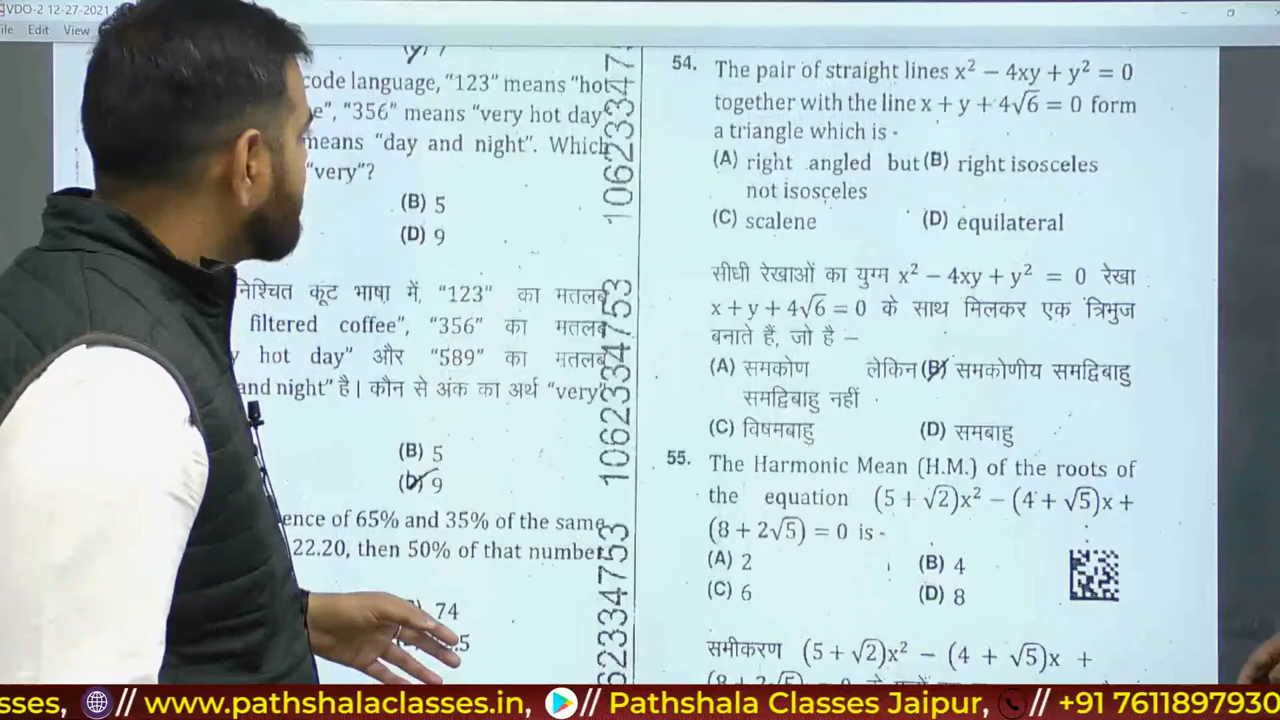 VDO-2 12-27-2021
File Edit View
code language, “123” means “hot
e”, “356” means “very hot day”
means “day and night”. Which
“very”?
(B) 5
(D) 9
निश्चित कूट भाषा में, “123” का मतलब
filtered coffee”, “356” का मतलब
hot day” और “589” का मतलब
and night” है। कौन से अंक का अर्थ “very”
(B) 5
(D) 9
ence of 65% and 35% of the same
22.20, then 50% of that number
74
.5
106233475
1062334753
62334753
54. The pair of straight lines x² − 4xy + y² = 0
together with the line x + y + 4√6 = 0 form
a triangle which is -
(A) right angled but (B) right isosceles
not isosceles
(C) scalene (D) equilateral
सीधी रेखाओं का युग्म x² − 4xy + y² = 0 रेखा
x + y + 4√6 = 0 के साथ मिलकर एक त्रिभुज
बनाते हैं, जो है –
(A) समकोण लेकिन (B) समकोणीय समद्विबाहु
समद्विबाहु नहीं
(C) विषमबाहु (D) समबाहु
55. The Harmonic Mean (H.M.) of the roots of
the equation (5 + √2)x² − (4 + √5)x +
(8 + 2√5) = 0 is -
(A) 2 (B) 4
(C) 6 (D) 8
समीकरण (5 + √2)x² − (4 + √5)x +
sses, // www.pathshalaclasses.in, // Pathshala Classes Jaipur, // +91 7611897930